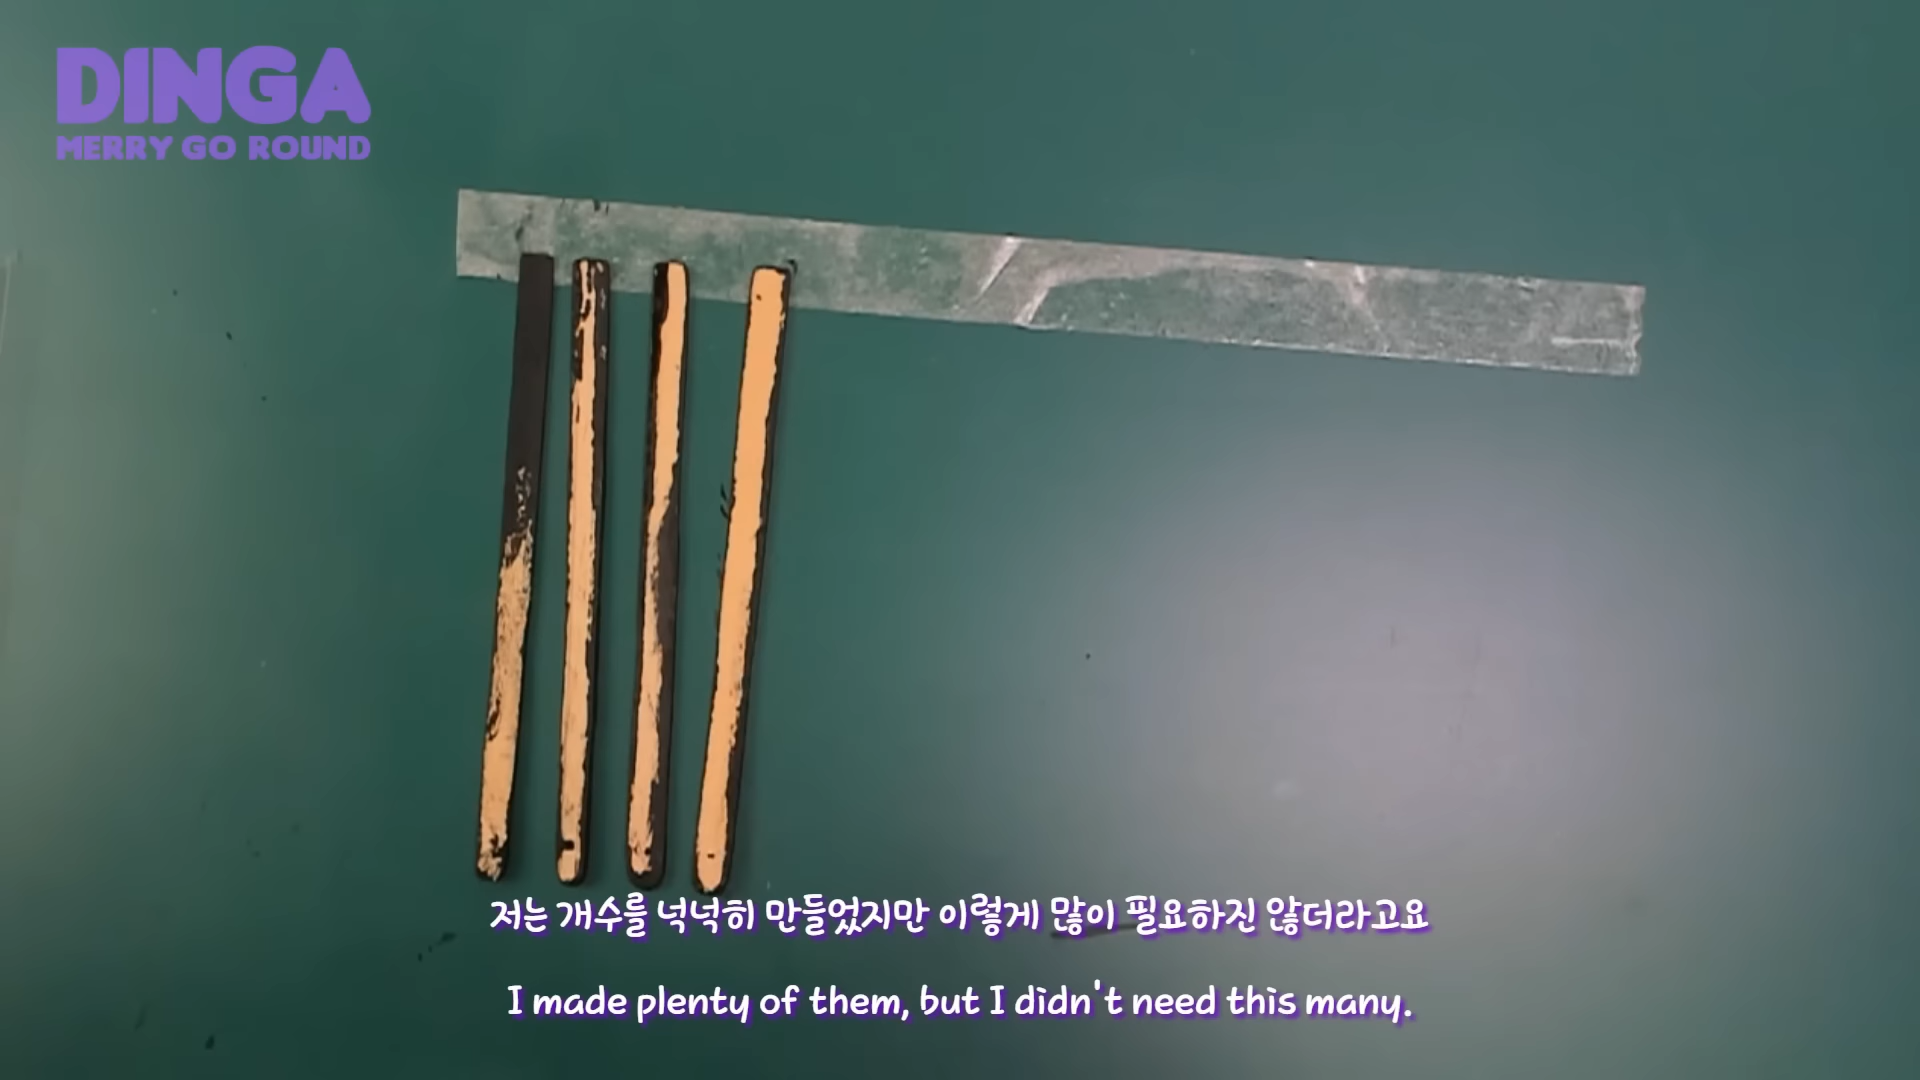 DINGA
MERRY GO ROUND
저는 개수를 넉넉히 만들었지만 이렇게 많이 필요하진 않더라고요
I made plenty of them, but I didn't need this many.